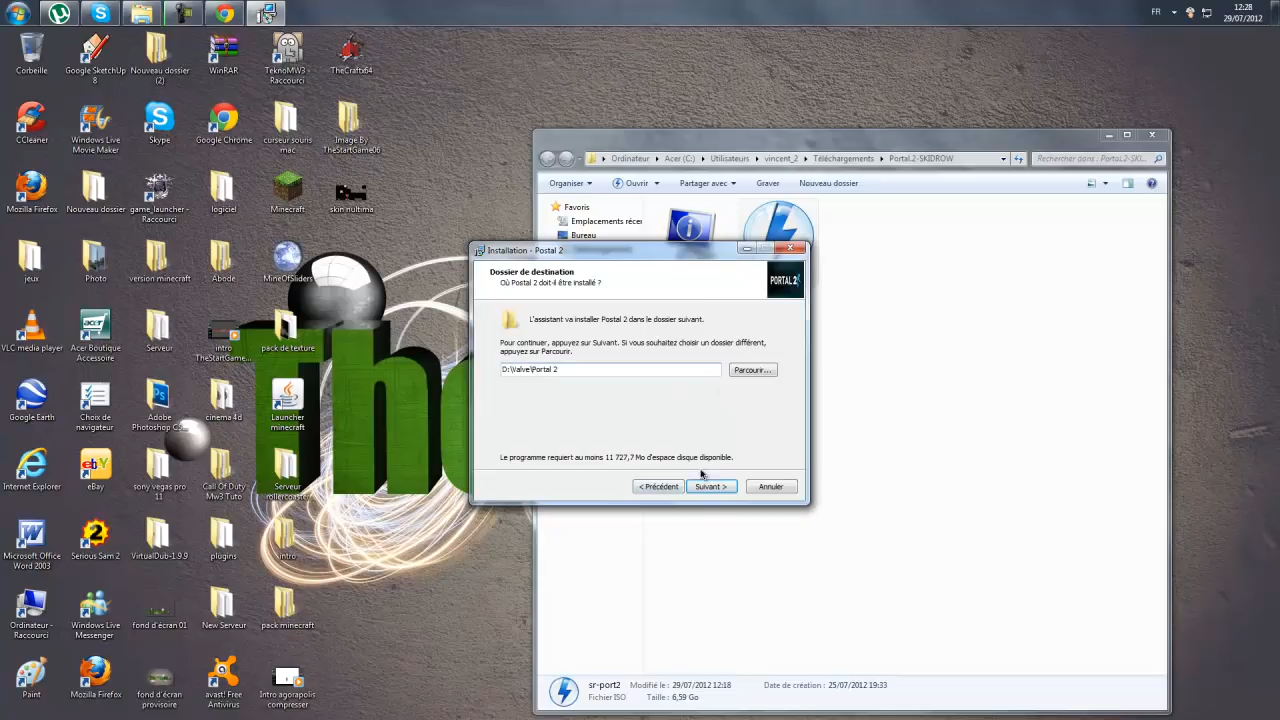 FR
12:28
29/07/2012
Corbeille
Google SketchUp
8
Nouveau dossier
(2)
WinRAR
TeknoMW3 -
Raccourci
TheCraftx64
CCleaner
Windows Live
Movie Maker
Skype
Google Chrome
curseur souris
mac
Image By
TheStartGame06
Mozilla Firefox
Nouveau dossier
game_launcher -
Raccourci
logiciel
Minecraft
skin nultima
jeux
Photo
version minecraft
Abode
MineOfSliders
VLC media player
Acer Boutique
Accessoire
Serveur
intro
TheStartGame...
pack de texture
Google Earth
Choix de
navigateur
Adobe
Photoshop CS...
cinema 4d
Launcher
minecraft
Internet Explorer
eBay
sony vegas pro
11
Call Of Duty
Mw3 Tuto
Serveur
rollercoaster
Microsoft Office
Word 2003
Serious Sam 2
VirtualDub-1.9.9
plugins
intro
Ordinateur -
Raccourci
Windows Live
Messenger
fond d'écran 01
New Serveur
pack minecraft
Paint
Mozilla Firefox
fond d'écran
provisoire
avast! Free
Antivirus
Intro agorapolis
compresser
The
Ordinateur
Acer (C:)
Utilisateurs
vincent_2
Téléchargements
Portal.2-SKIDROW
Rechercher dans : Portal.2-SKI...
Organiser
Ouvrir
Partager avec
Graver
Nouveau dossier
Favoris
Emplacements récer
Bureau
Installation - Postal 2
Dossier de destination
Où Postal 2 doit-il être installé ?
PORTAL 2
L'assistant va installer Postal 2 dans le dossier suivant.
Pour continuer, appuyez sur Suivant. Si vous souhaitez choisir un dossier différent,
appuyez sur Parcourir.
D:\Valve\Portal 2
Parcourir...
Le programme requiert au moins 11 727,7 Mo d'espace disque disponible.
< Précédent
Suivant >
Annuler
sr-port2
Modifié le : 29/07/2012 12:18
Date de création : 25/07/2012 19:33
Fichier ISO
Taille : 6,59 Go